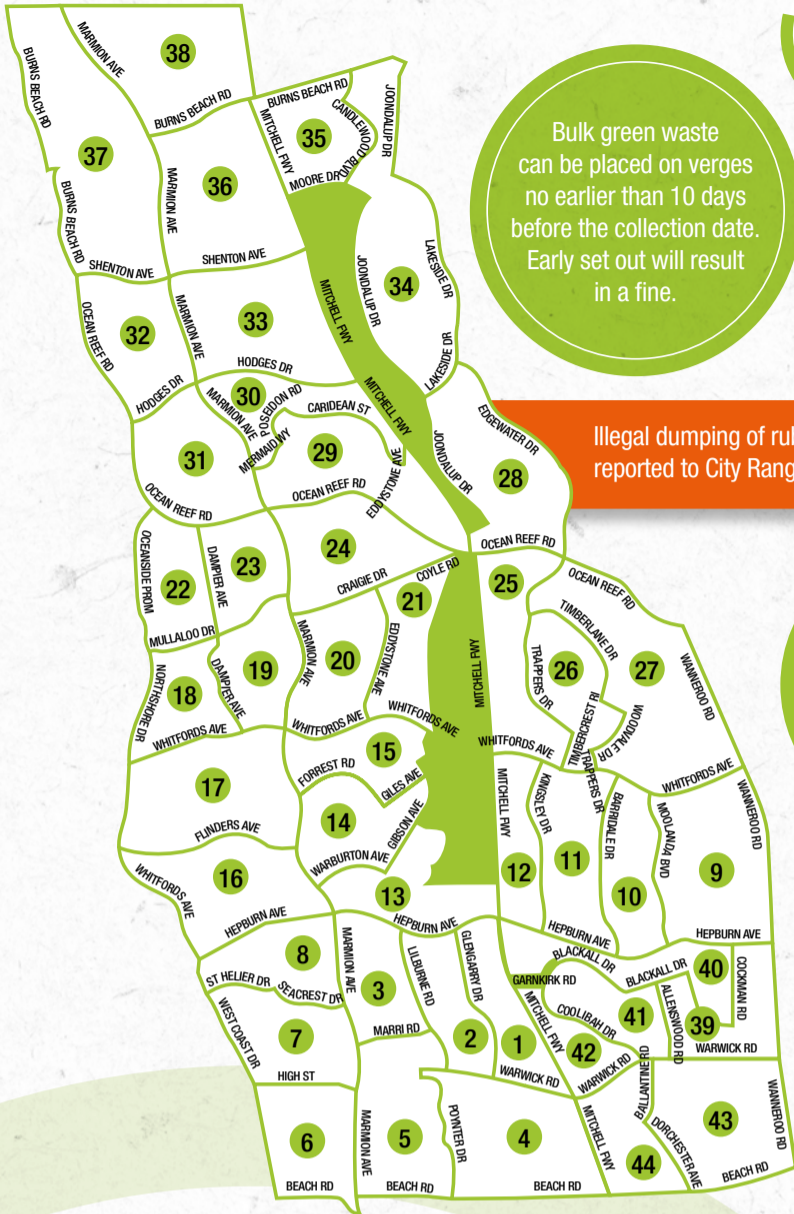 MARMION AVE
38
BURNS BEACH RD
BURNS BEACH RD
37
BURNS BEACH RD
MARMION AVE
36
SHENTON AVE
SHENTON AVE
BURNS BEACH RD
MITCHELL FWY
35
CANDLEWOOD BLVD
JOONDALUP DR
MOORE DR
Bulk green waste
can be placed on verges
no earlier than 10 days
before the collection date.
Early set out will result
in a fine.
OCEAN REEF RD
32
MARMION AVE
33
HODGES DR
HODGES DR
MITCHELL FWY
JOONDALUP DR
34
LAKESIDE DR
LAKESIDE DR
30
MARMION AVE
POSEIDON RD
CARIDEAN ST
MERMAID WY
29
31
OCEAN REEF RD
OCEAN REEF RD
EDDYSTONE AVE
MITCHELL FWY
JOONDALUP DR
EDGEWATER DR
28
OCEAN REEF RD
Illegal dumping of rul
reported to City Rang
OCEANSIDE PROM
22
DAMPIER AVE
23
24
CRAIGIE DR
COYLE RD
21
25
OCEAN REEF RD
MULLALOO DR
NORTHSHORE DR
18
DAMPIER AVE
19
MARMION AVE
20
EDDYSTONE AVE
MITCHELL FWY
TRAPPERS DR
26
TIMBERLANE DR
27
WANNEROO RD
TIMBERCREST RI
WOODVALE DR
WHITFORDS AVE
WHITFORDS AVE
WHITFORDS AVE
WHITFORDS AVE
TRAPPERS DR
WHITFORDS AVE
17
FLINDERS AVE
FORREST RD
15
GILES AVE
14
GIBSON AVE
WARBURTON AVE
13
MITCHELL FWY
12
KINGSLEY DR
11
BARRIDALE DR
10
MOOLANDA BVD
9
WANNEROO RD
WHITFORDS AVE
16
HEPBURN AVE
HEPBURN AVE
HEPBURN AVE
HEPBURN AVE
8
ST HELIER DR
SEACREST DR
MARMION AVE
3
LILBURNE RD
GLENGARRY DR
MARRI RD
2
1
GARNKIRK RD
MITCHELL FWY
BLACKALL DR
BLACKALL DR
40
COCKMAN RD
COOLIBAH DR
41
ALLENSWOOD RD
39
42
WARWICK RD
WARWICK RD
WARWICK RD
WEST COAST DR
7
HIGH ST
6
MARMION AVE
5
BEACH RD
BEACH RD
POYNTER DR
4
BEACH RD
MITCHELL FWY
44
BALLANTINE RD
DORCHESTER AVE
43
WANNEROO RD
BEACH RD